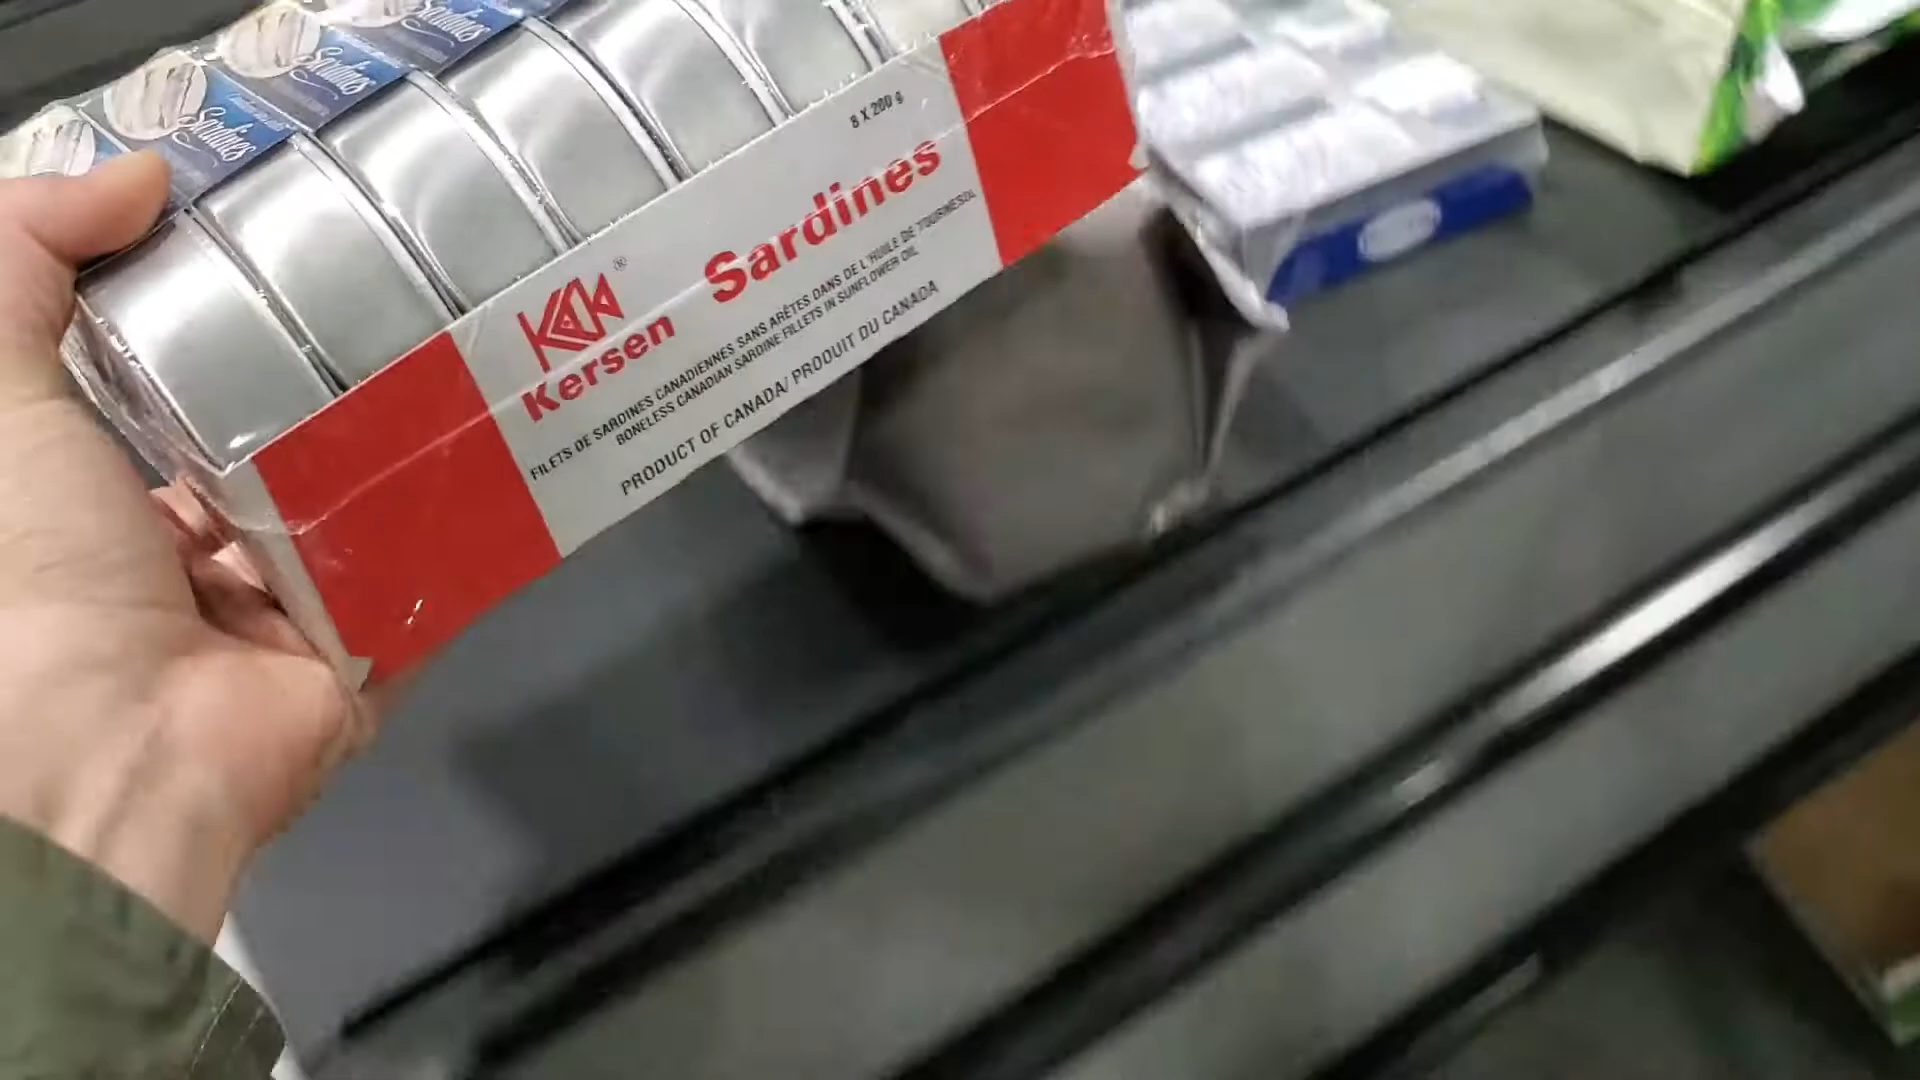 Sardines
Sardines
Sardines
8 X 200 g
KERSEN
Sardines
FILETS DE SARDINES CANADIENNES SANS ARÊTES DANS DE L'HUILE DE TOURNESOL
BONELESS CANADIAN SARDINE FILLETS IN SUNFLOWER OIL
PRODUCT OF CANADA/ PRODUIT DU CANADA